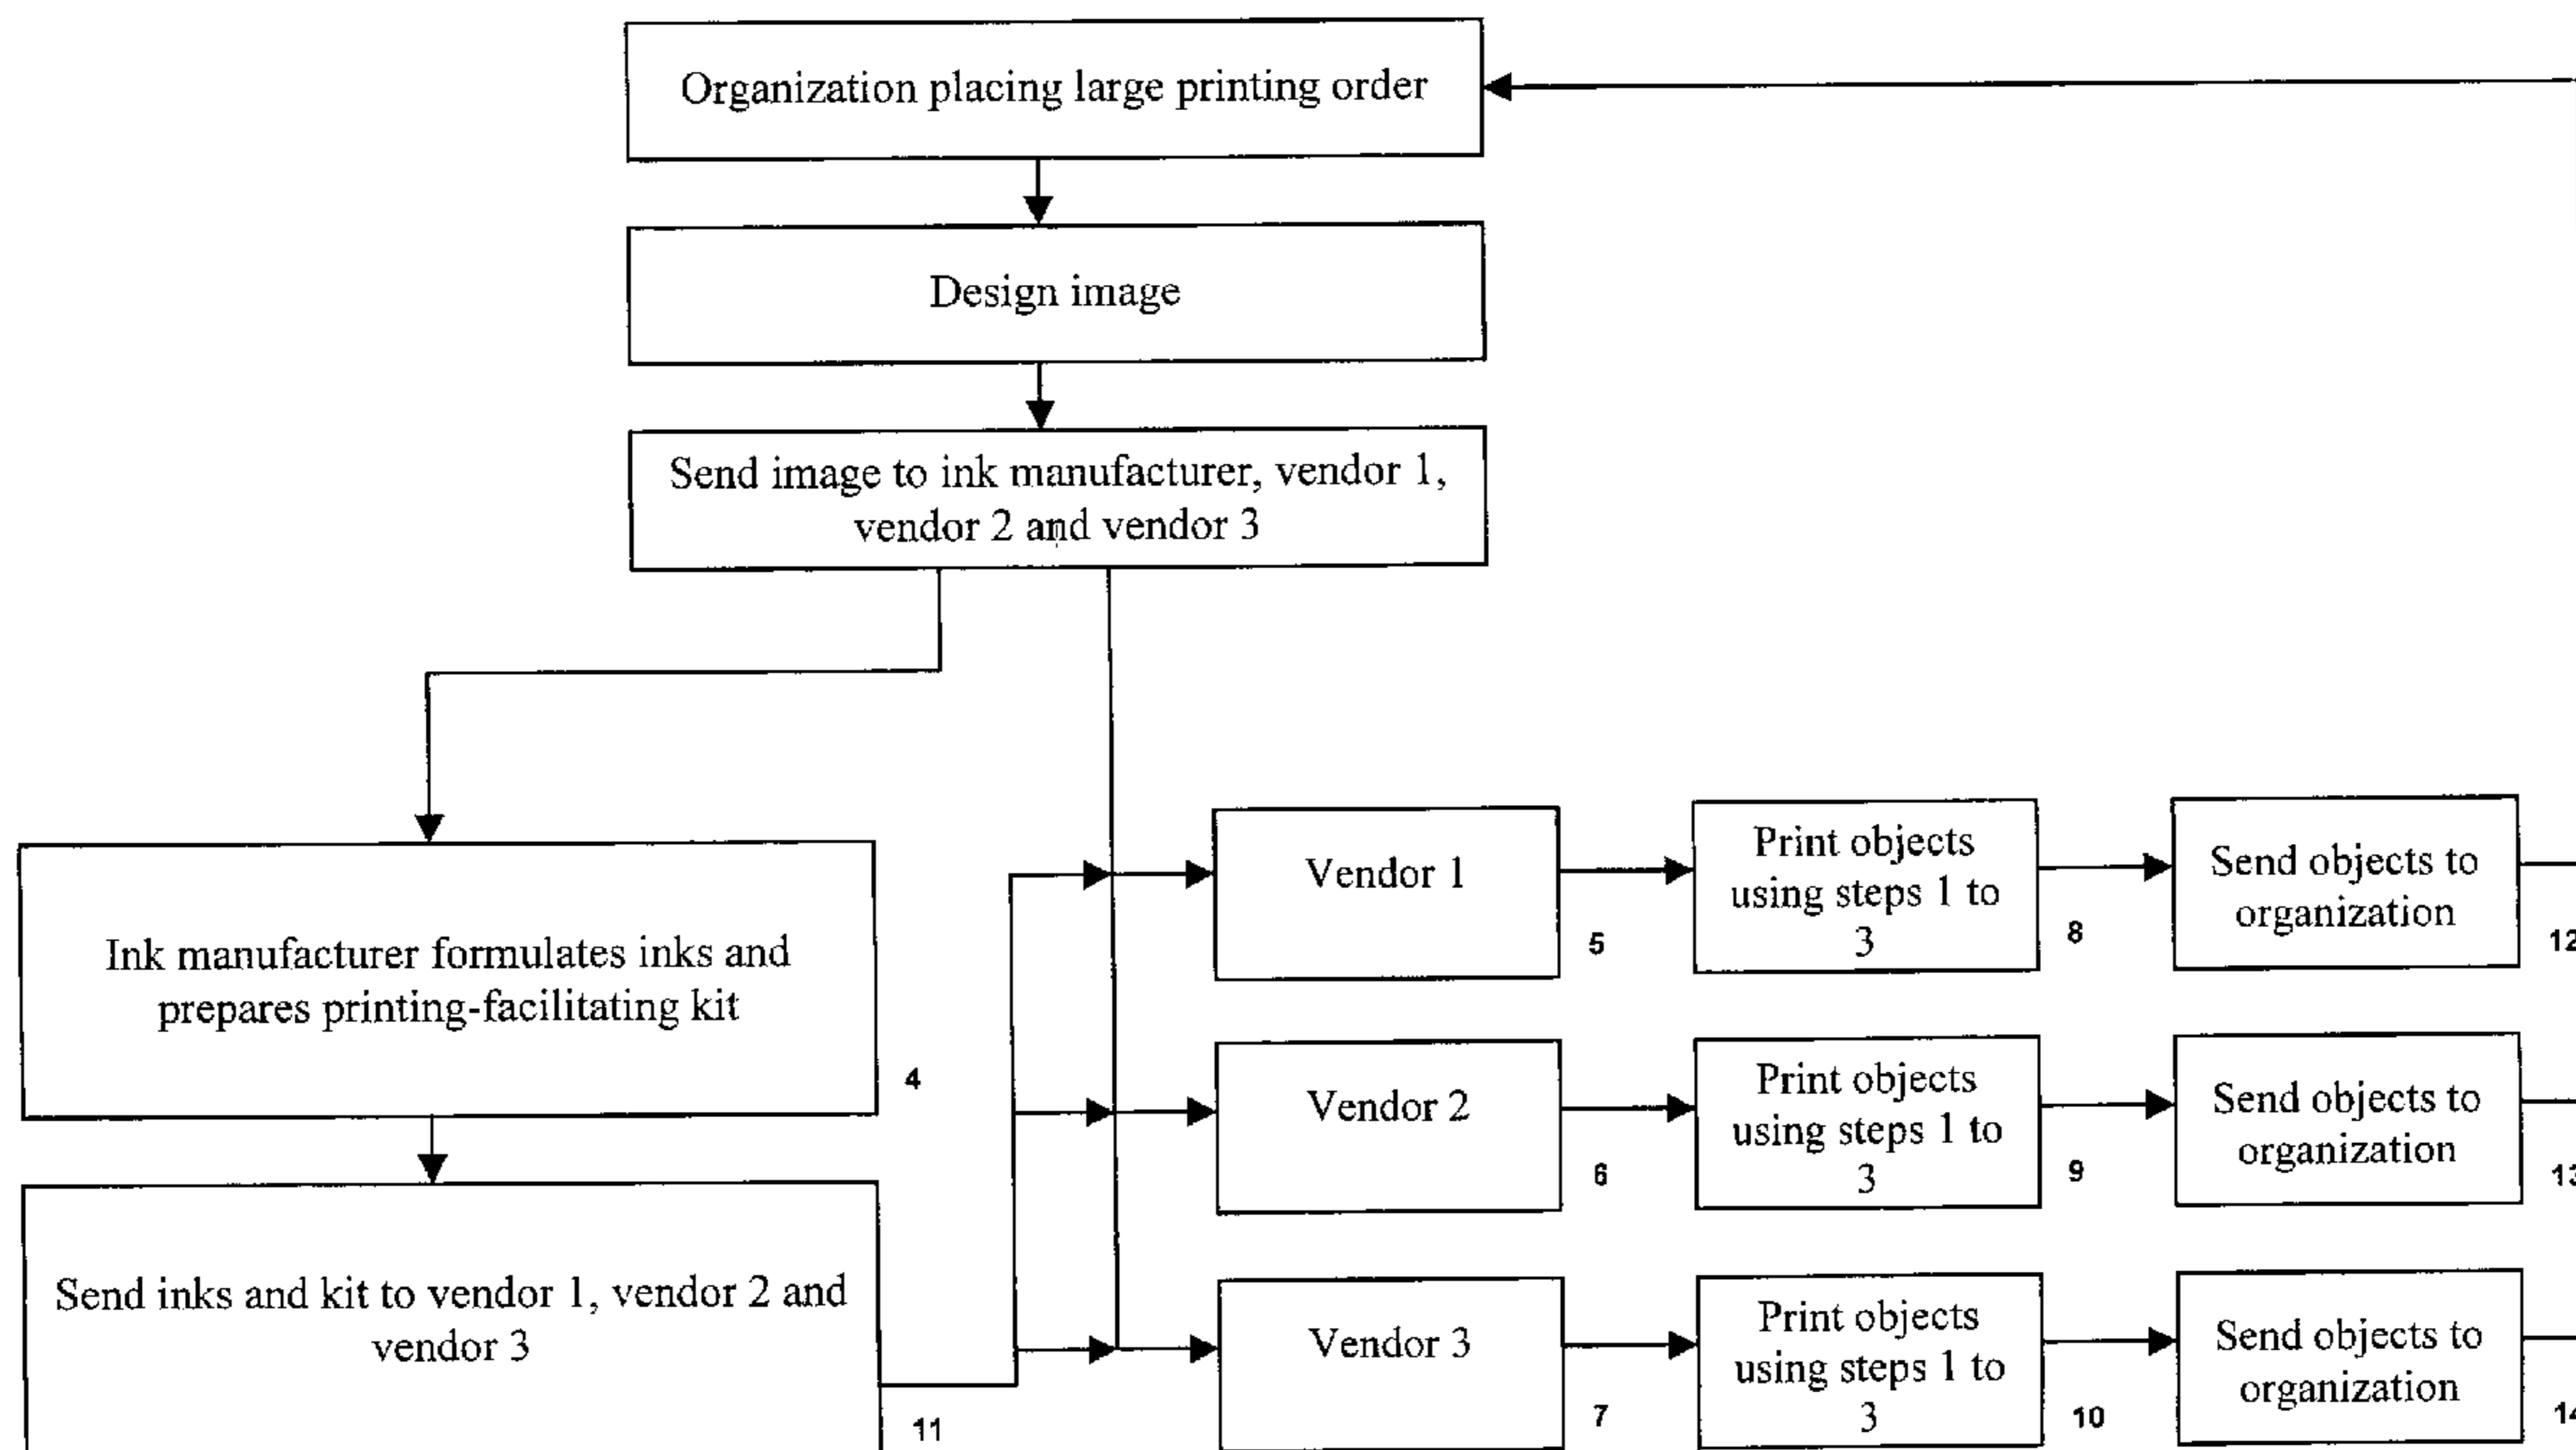 Organization placing large printing order
Design image
Send image to ink manufacturer, vendor 1,
vendor 2 and vendor 3
Ink manufacturer formulates inks and
prepares printing-facilitating kit
4
Send inks and kit to vendor 1, vendor 2 and
vendor 3
11
Vendor 1
5
Print objects
using steps 1 to
3
8
Send objects to
organization
12
Vendor 2
6
Print objects
using steps 1 to
3
9
Send objects to
organization
13
Vendor 3
7
Print objects
using steps 1 to
3
10
Send objects to
organization
14